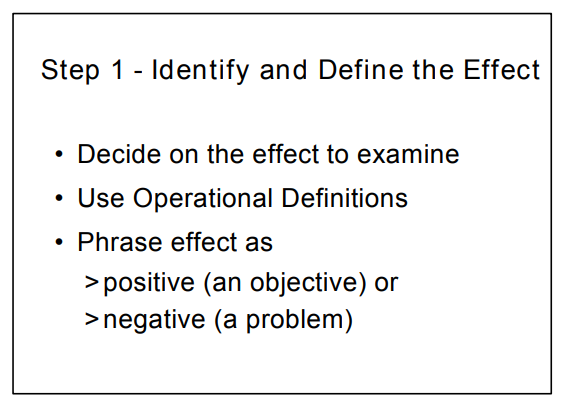 Step 1 - Identify and Define the Effect
• Decide on the effect to examine
• Use Operational Definitions
• Phrase effect as
>positive (an objective) or
>negative (a problem)